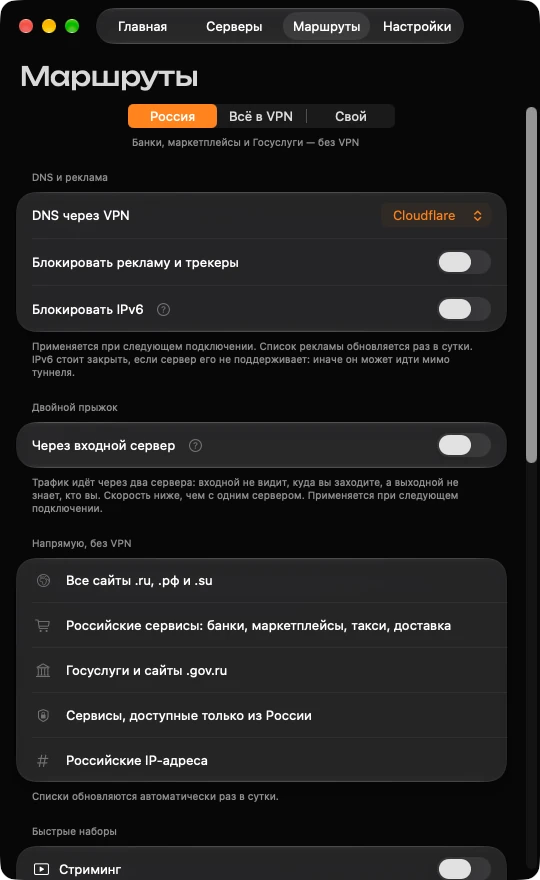 Главная Серверы Маршруты Настройки
Маршруты
Россия Всё в VPN Свой
Банки, маркетплейсы и Госуслуги — без VPN
DNS и реклама
DNS через VPN Cloudflare
Блокировать рекламу и трекеры
Блокировать IPv6 ?
Применяется при следующем подключении. Список рекламы обновляется раз в сутки.
IPv6 стоит закрыть, если сервер его не поддерживает: иначе он может идти мимо
туннеля.
Двойной прыжок
Через входной сервер ?
Трафик идёт через два сервера: входной не видит, куда вы заходите, а выходной не
знает, кто вы. Скорость ниже, чем с одним сервером. Применяется при следующем
подключении.
Напрямую, без VPN
Все сайты .ru, .рф и .su
Российские сервисы: банки, маркетплейсы, такси, доставка
Госуслуги и сайты .gov.ru
Сервисы, доступные только из России
# Российские IP-адреса
Списки обновляются автоматически раз в сутки.
Быстрые наборы
Стриминг